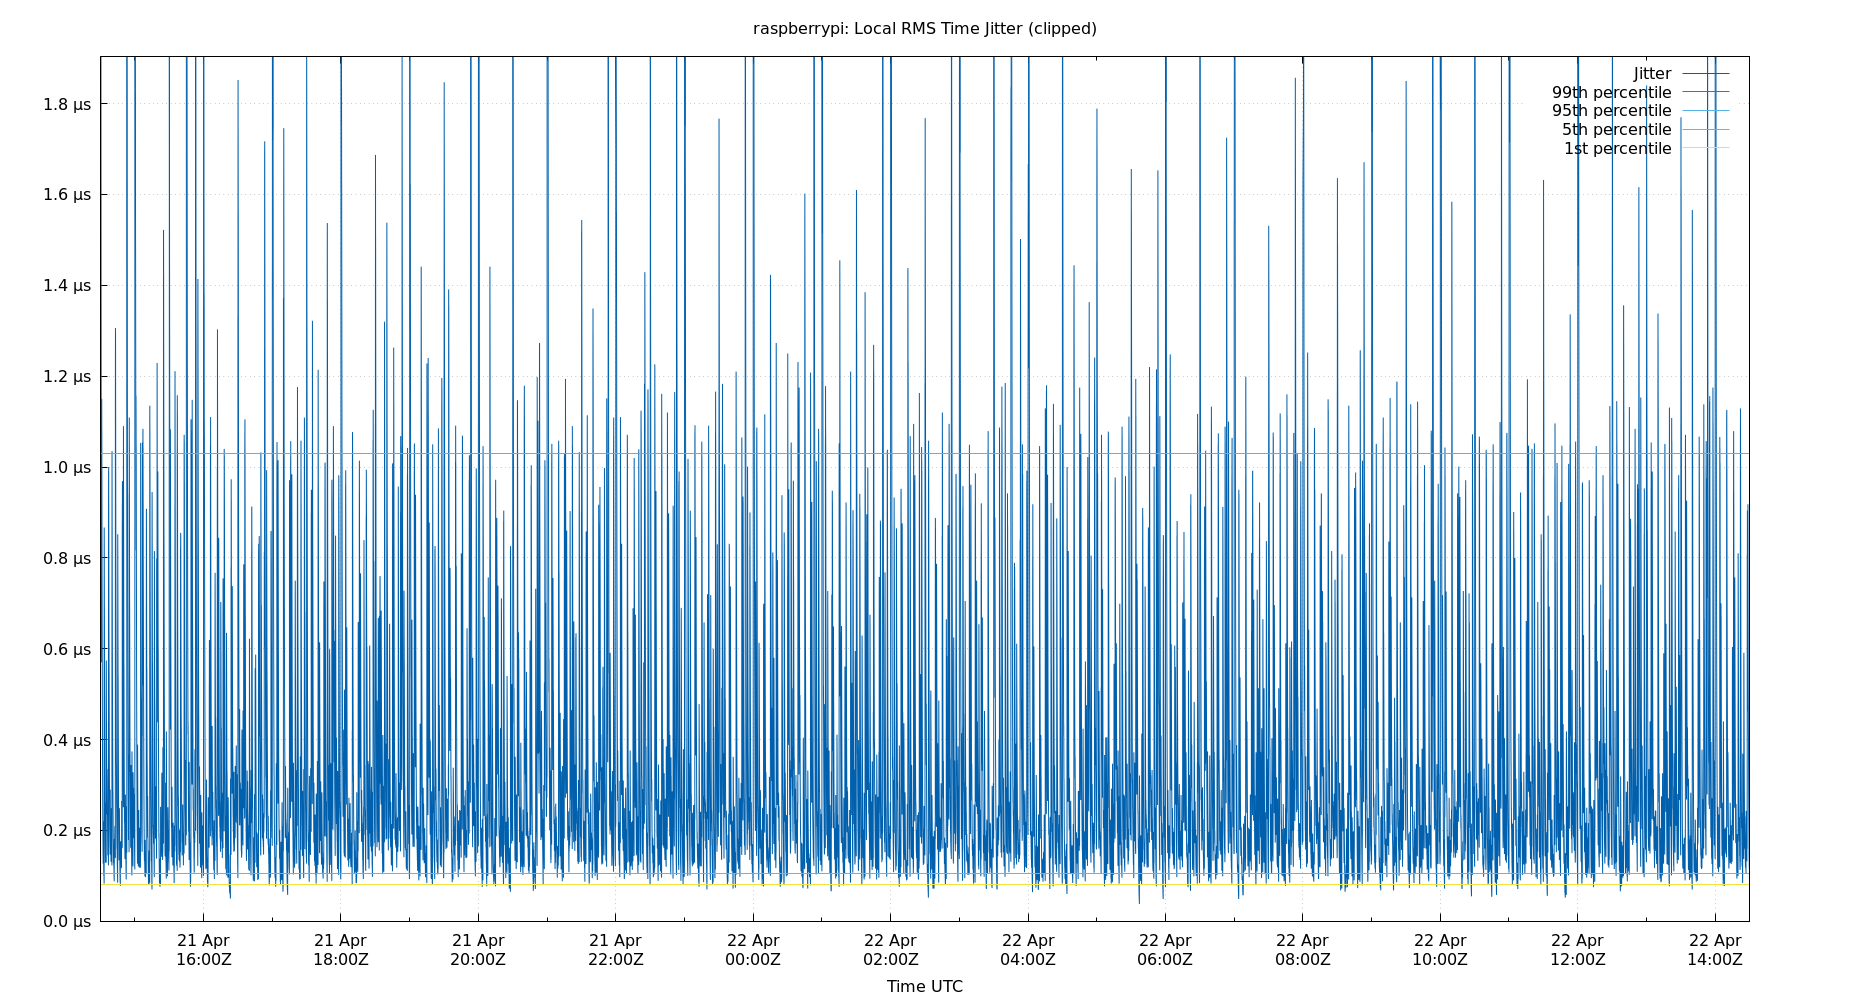 raspberrypi: Local RMS Time Jitter (clipped)
Jitter
99th percentile
95th percentile
5th percentile
1st percentile
1.8 µs
1.6 µs
1.4 µs
1.2 µs
1.0 µs
0.8 µs
0.6 µs
0.4 µs
0.2 µs
0.0 µs
21 Apr 21 Apr 21 Apr 21 Apr 22 Apr 22 Apr 22 Apr 22 Apr 22 Apr 22 Apr 22 Apr 22 Apr
16:00Z 18:00Z 20:00Z 22:00Z 00:00Z 02:00Z 04:00Z 06:00Z 08:00Z 10:00Z 12:00Z 14:00Z
Time UTC